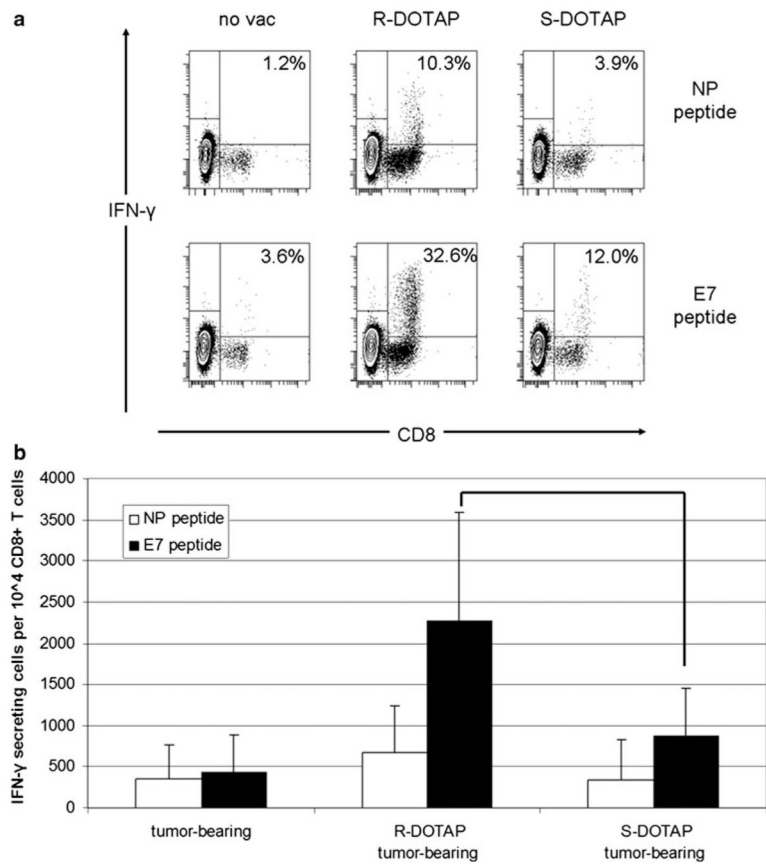 a
no vac R-DOTAP S-DOTAP
1.2% 10.3% 3.9%
NP
peptide
IFN-γ
3.6% 32.6% 12.0%
E7
peptide
CD8
b
IFN-γ secreting cells per 10^4 CD8+ T cells
4000
3500
3000
2500
2000
1500
1000
500
0
NP peptide
E7 peptide
tumor-bearing
R-DOTAP
tumor-bearing
S-DOTAP
tumor-bearing